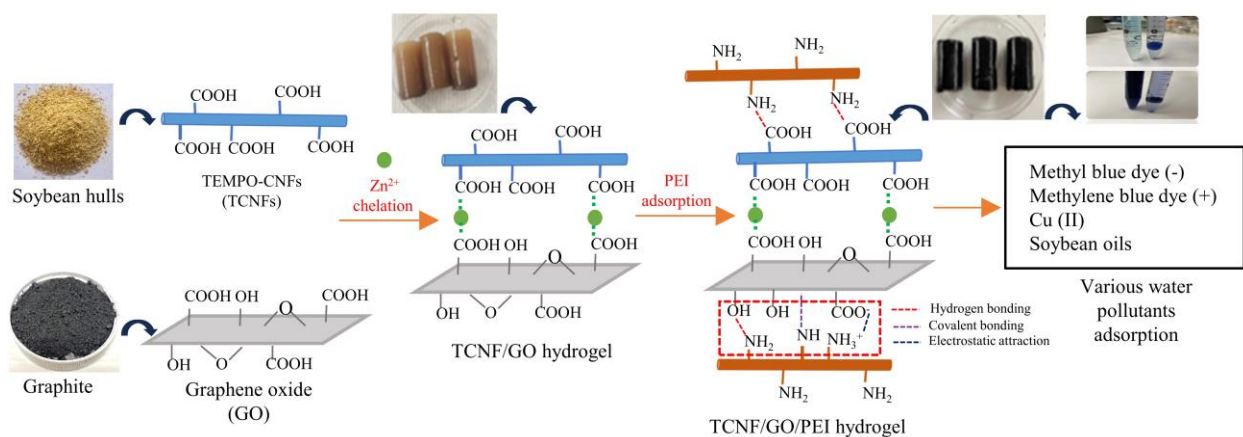 Soybean hulls
COOH
COOH
COOH
COOH
COOH
TEMPO-CNFs
(TCNFs)
Graphite
COOH
OH
O
COOH
OH
O
COOH
Graphene oxide
(GO)
Zn²⁺
chelation
COOH
COOH
COOH
COOH
COOH
COOH
OH
O
COOH
OH
O
COOH
TCNF/GO hydrogel
PEI
adsorption
NH₂
NH₂
NH₂
NH₂
COOH
COOH
COOH
COOH
COOH
COOH
OH
O
COOH
OH
OH
COO⁻
NH₂
NH
NH₃⁺
NH₂
NH₂
TCNF/GO/PEI hydrogel
Hydrogen bonding
Covalent bonding
Electrostatic attraction
Methyl blue dye (-)
Methylene blue dye (+)
Cu (II)
Soybean oils
Various water
pollutants
adsorption